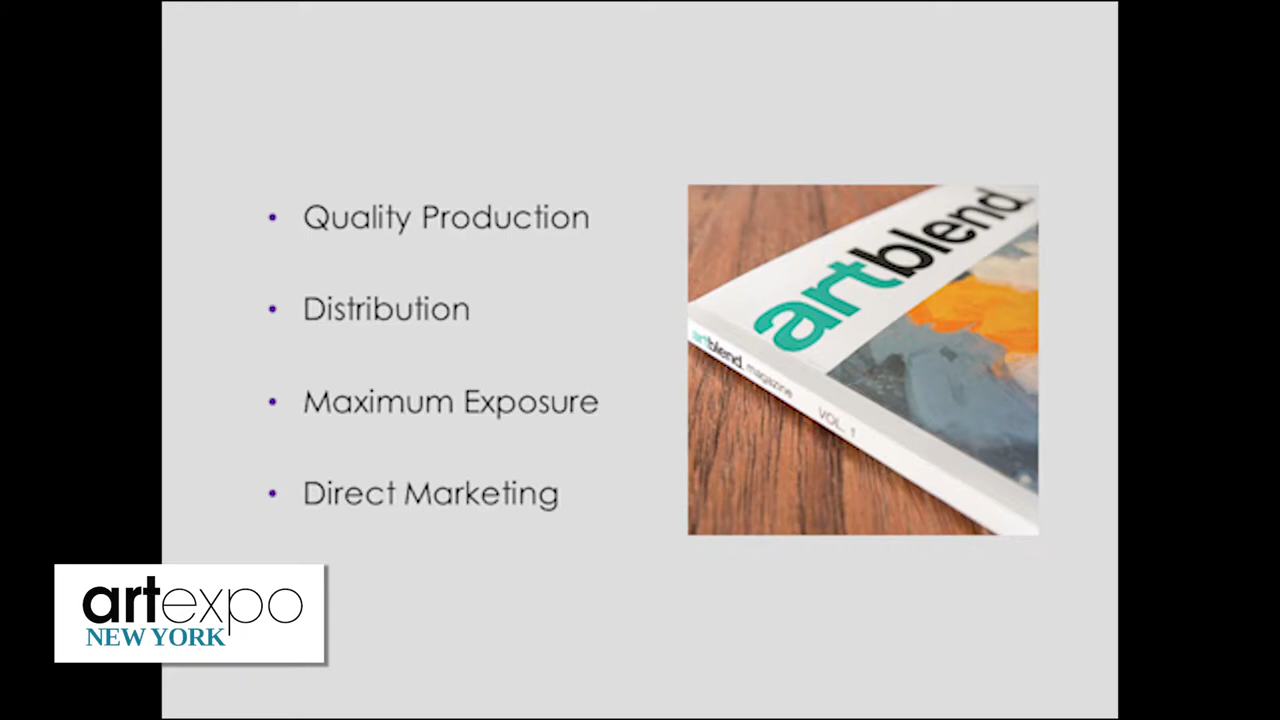 Quality Production
Distribution
Maximum Exposure
Direct Marketing
artblend.
artblend. magazine VOL. 1
artexpo
NEW YORK